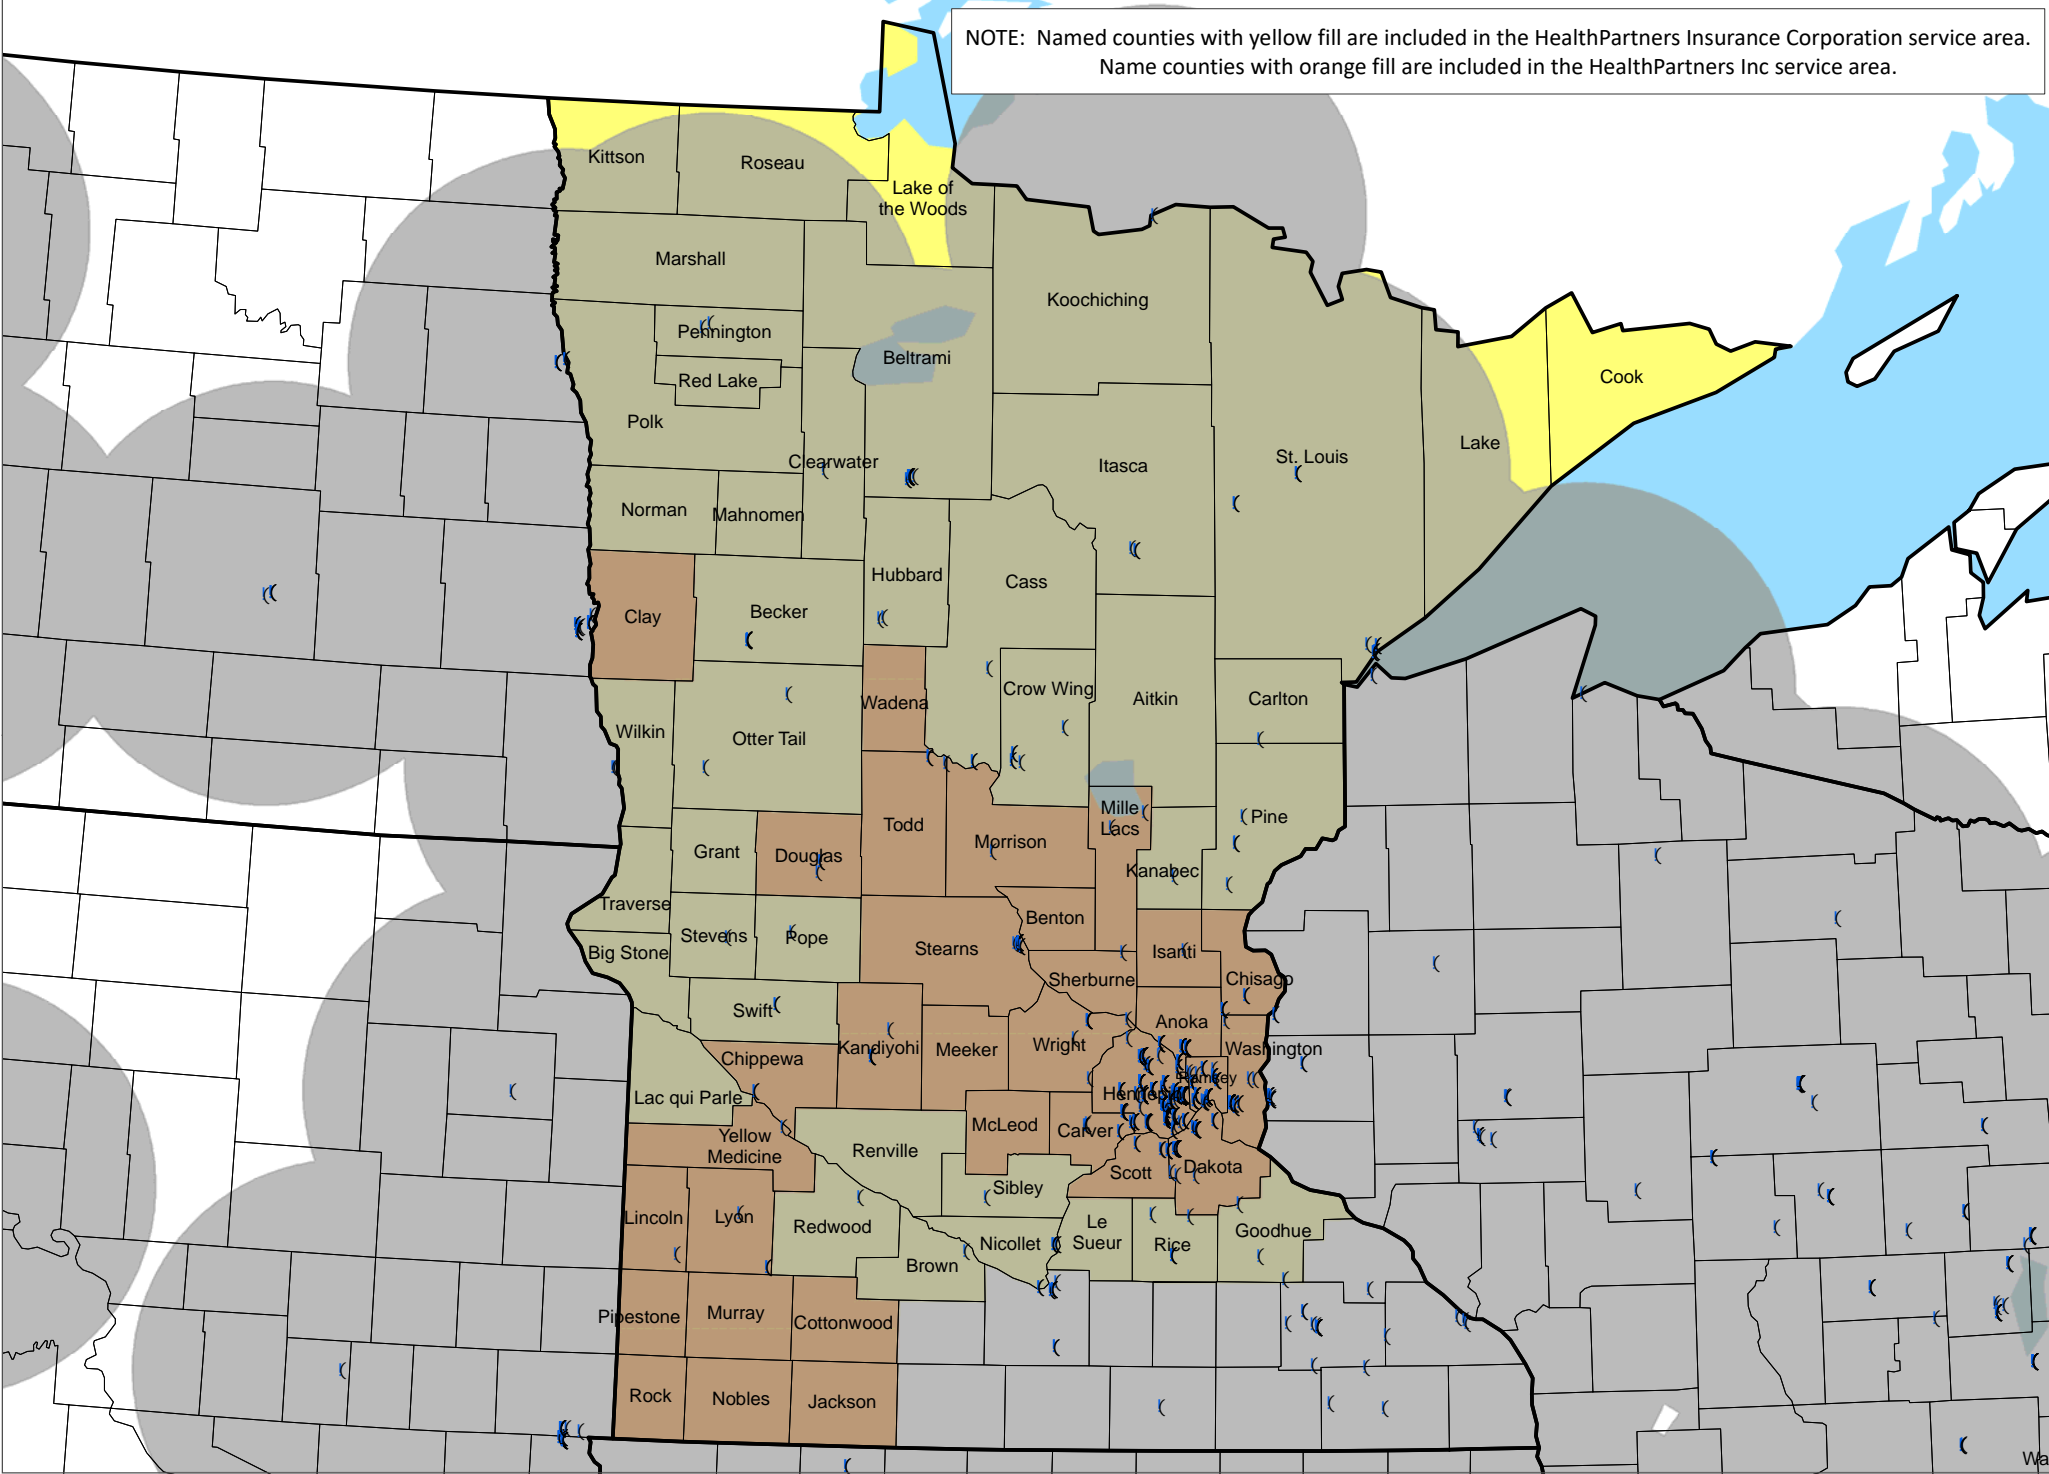 NOTE: Named counties with yellow fill are included in the HealthPartners Insurance Corporation service area.
Name counties with orange fill are included in the HealthPartners Inc service area.
Kittson
Roseau
Lake of
the Woods
Marshall
Koochiching
Pennington
Beltrami
Red Lake
Cook
Polk
Lake
Clearwater
Itasca
St. Louis
Norman
Mahnomen
Hubbard
Cass
Clay
Becker
Wadena
Crow Wing
Aitkin
Carlton
Wilkin
Otter Tail
Todd
Morrison
Mille
Lacs
Pine
Grant
Douglas
Kanabec
Traverse
Stevens
Pope
Benton
Big Stone
Stearns
Isanti
Sherburne
Chisago
Swift
Anoka
Chippewa
Kandiyohi
Meeker
Wright
Washington
Ramsey
Lac qui Parle
Hennepin
McLeod
Carver
Yellow
Medicine
Renville
Scott
Dakota
Sibley
Lincoln
Lyon
Redwood
Le
Sueur
Nicollet
Rice
Goodhue
Brown
Pipestone
Murray
Cottonwood
Rock
Nobles
Jackson
Wa